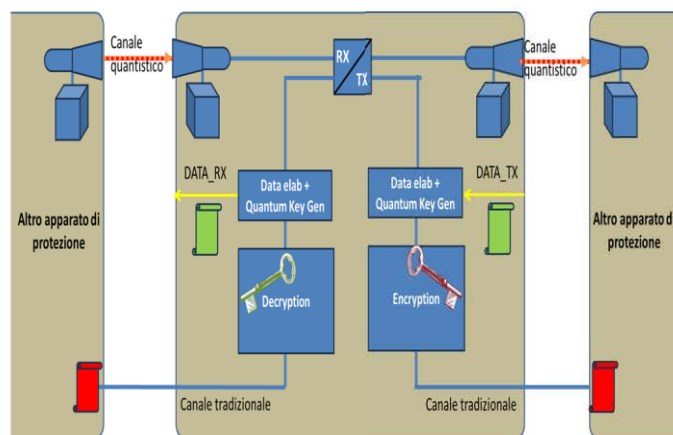 Canale
quantistico
RX
TX
Canale
quantistico
DATA_RX
Data elab +
Quantum Key Gen
Data elab +
Quantum Key Gen
DATA_TX
Altro apparato di
protezione
Decryption
Encryption
Altro apparato di
protezione
Canale tradizionale
Canale tradizionale